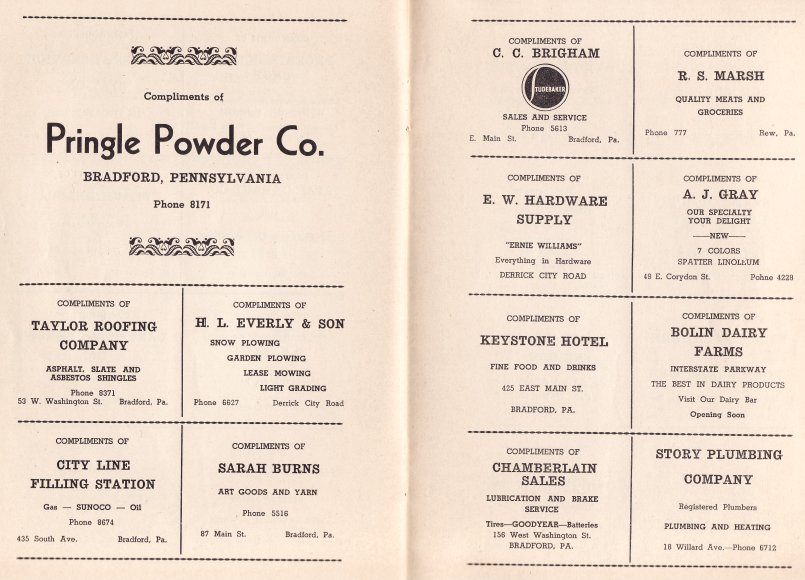 Compliments of
Pringle Powder Co.
BRADFORD, PENNSYLVANIA
Phone 8171
COMPLIMENTS OF
TAYLOR ROOFING
COMPANY
ASPHALT, SLATE AND
ASBESTOS SHINGLES
Phone 8371
53 W. Washington St. Bradford, Pa.
COMPLIMENTS OF
H. L. EVERLY & SON
SNOW PLOWING
GARDEN PLOWING
LEASE MOWING
LIGHT GRADING
Phone 6627 Derrick City Road
COMPLIMENTS OF
CITY LINE
FILLING STATION
Gas — SUNOCO — Oil
Phone 8674
435 South Ave. Bradford, Pa.
COMPLIMENTS OF
SARAH BURNS
ART GOODS AND YARN
Phone 5516
87 Main St. Bradford, Pa.
COMPLIMENTS OF
C. C. BRIGHAM
STUDEBAKER
SALES AND SERVICE
Phone 5613
E. Main St. Bradford, Pa.
COMPLIMENTS OF
R. S. MARSH
QUALITY MEATS AND
GROCERIES
Phone 777 Rew, Pa.
COMPLIMENTS OF
E. W. HARDWARE
SUPPLY
"ERNIE WILLIAMS"
Everything in Hardware
DERRICK CITY ROAD
COMPLIMENTS OF
A. J. GRAY
OUR SPECIALTY
YOUR DELIGHT
——NEW——
7 COLORS
SPATTER LINOLEUM
49 E. Corydon St. Pohne 4228
COMPLIMENTS OF
KEYSTONE HOTEL
FINE FOOD AND DRINKS
425 EAST MAIN ST.
BRADFORD, PA.
COMPLIMENTS OF
BOLIN DAIRY
FARMS
INTERSTATE PARKWAY
THE BEST IN DAIRY PRODUCTS
Visit Our Dairy Bar
Opening Soon
COMPLIMENTS OF
CHAMBERLAIN
SALES
LUBRICATION AND BRAKE
SERVICE
Tires—GOODYEAR—Batteries
156 West Washington St.
BRADFORD, PA.
STORY PLUMBING
COMPANY
Registered Plumbers
PLUMBING AND HEATING
18 Willard Ave.—Phone 6712